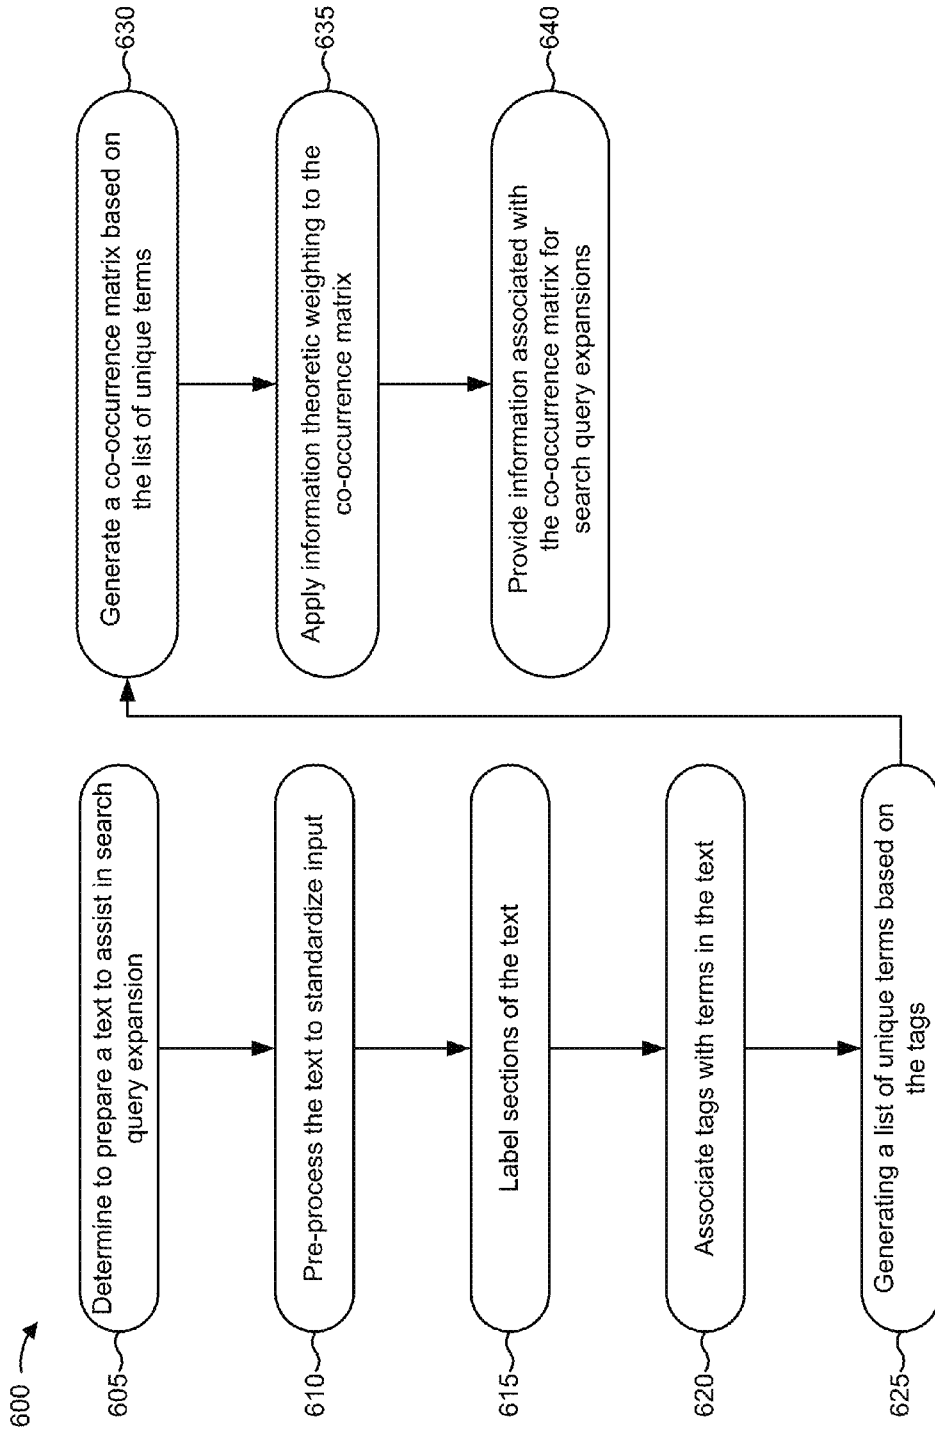 600
605
Determine to prepare a text to assist in search
query expansion
610
Pre-process the text to standardize input
615
Label sections of the text
620
Associate tags with terms in the text
625
Generating a list of unique terms based on
the tags
630
Generate a co-occurrence matrix based on
the list of unique terms
635
Apply information theoretic weighting to the
co-occurrence matrix
640
Provide information associated with
the co-occurrence matrix for
search query expansions